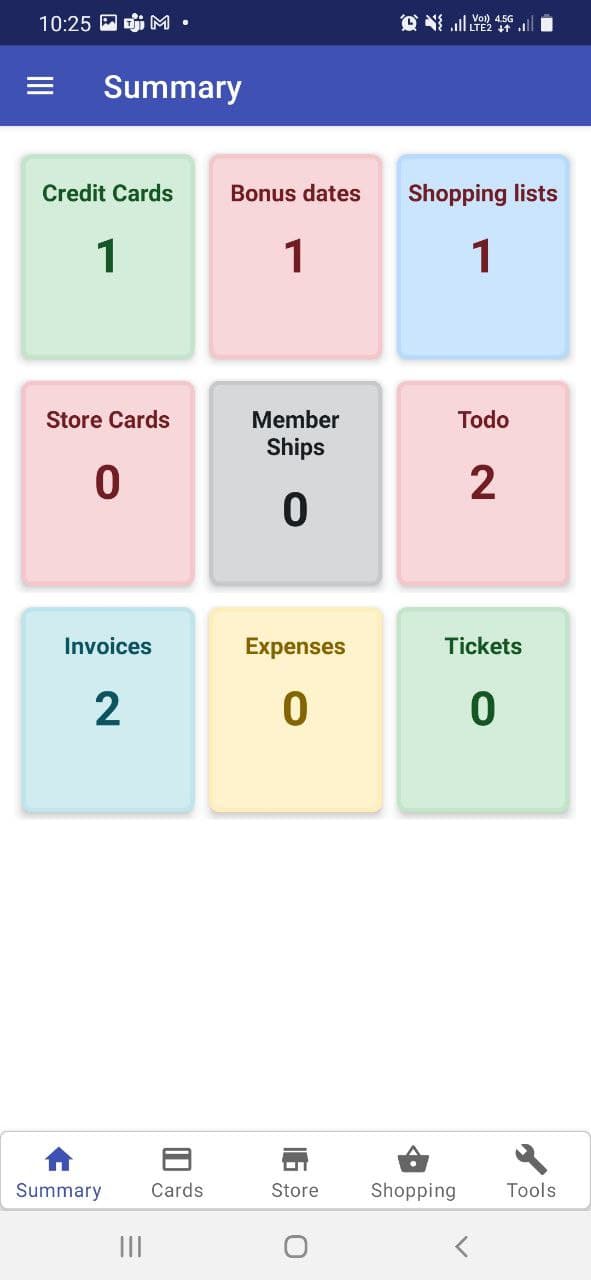 10:25
Voi) 4.5G
LTE2
Summary
Credit Cards
1
Bonus dates
1
Shopping lists
1
Store Cards
0
Member
Ships
0
Todo
2
Invoices
2
Expenses
0
Tickets
0
Summary
Cards
Store
Shopping
Tools